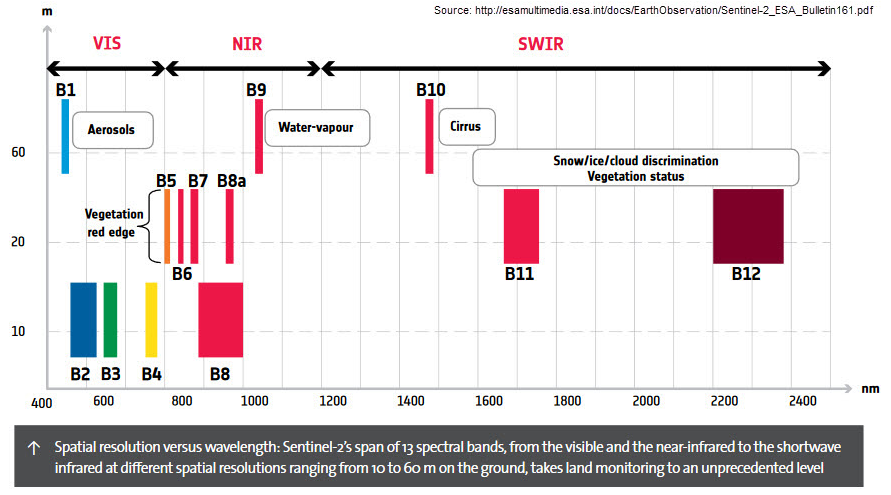 Source: http://esamultimedia.esa.int/docs/EarthObservation/Sentinel-2_ESA_Bulletin161.pdf
m
VIS
NIR
SWIR
B1
B9
B10
Aerosols
Water-vapour
Cirrus
60
Snow/ice/cloud discrimination
Vegetation status
B5
B7
B8a
Vegetation
red edge
20
B6
B11
B12
10
B2
B3
B4
B8
400
600
800
1000
1200
1400
1600
1800
2000
2200
2400
nm
↑ Spatial resolution versus wavelength: Sentinel-2’s span of 13 spectral bands, from the visible and the near-infrared to the shortwave
infrared at different spatial resolutions ranging from 10 to 60 m on the ground, takes land monitoring to an unprecedented level